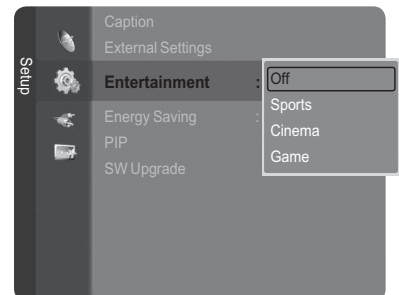 Setup
Caption
External Settings
Entertainment : Off
Sports
Energy Saving :
Cinema
PIP
Game
SW Upgrade